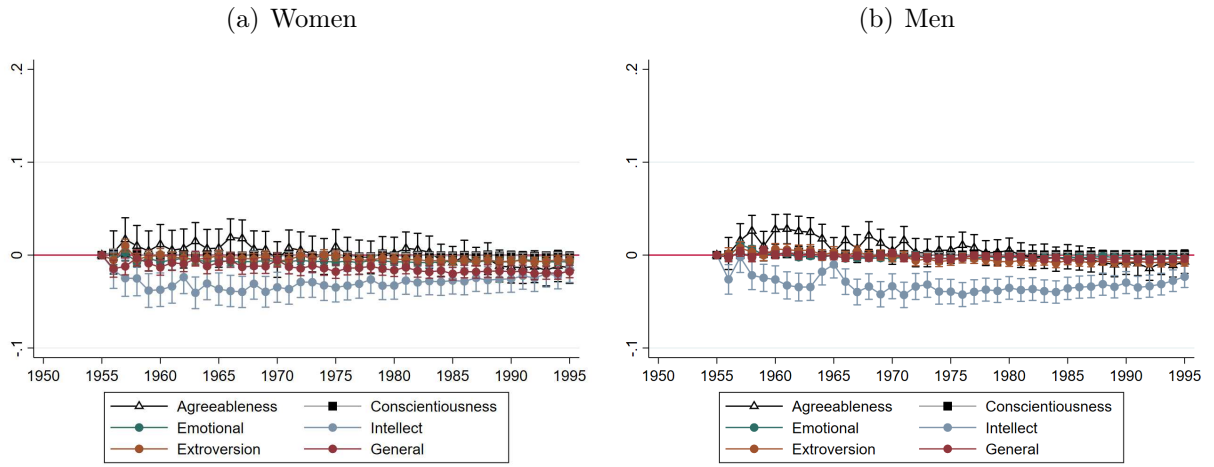 (a) Women
(b) Men
.2
.1
0
-.1
1950 1955 1960 1965 1970 1975 1980 1985 1990 1995
Agreeableness Conscientiousness
Emotional Intellect
Extroversion General
.2
.1
0
-.1
1950 1955 1960 1965 1970 1975 1980 1985 1990 1995
Agreeableness Conscientiousness
Emotional Intellect
Extroversion General